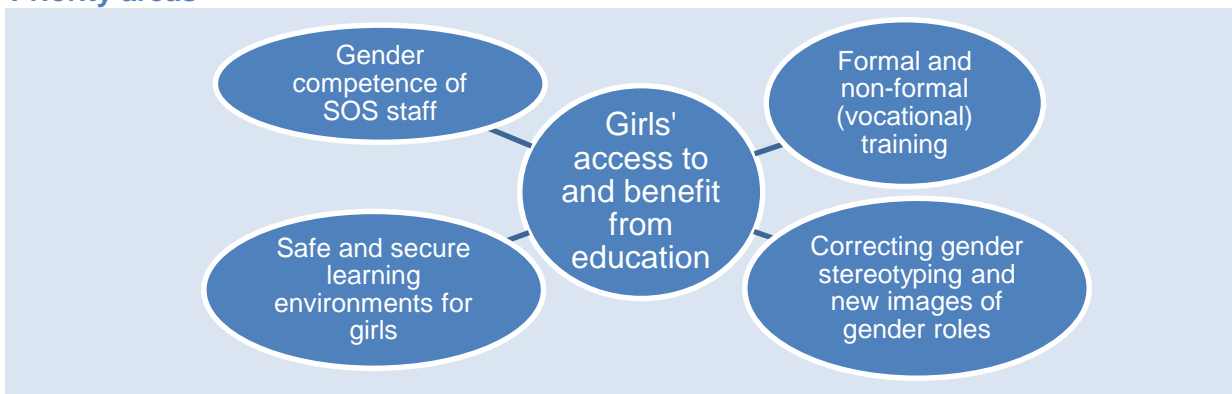 Priority areas
Gender
competence of
SOS staff
Formal and
non-formal
(vocational)
training
Girls'
access to
and benefit
from
education
Safe and secure
learning
environments for
girls
Correcting gender
stereotyping and
new images of
gender roles